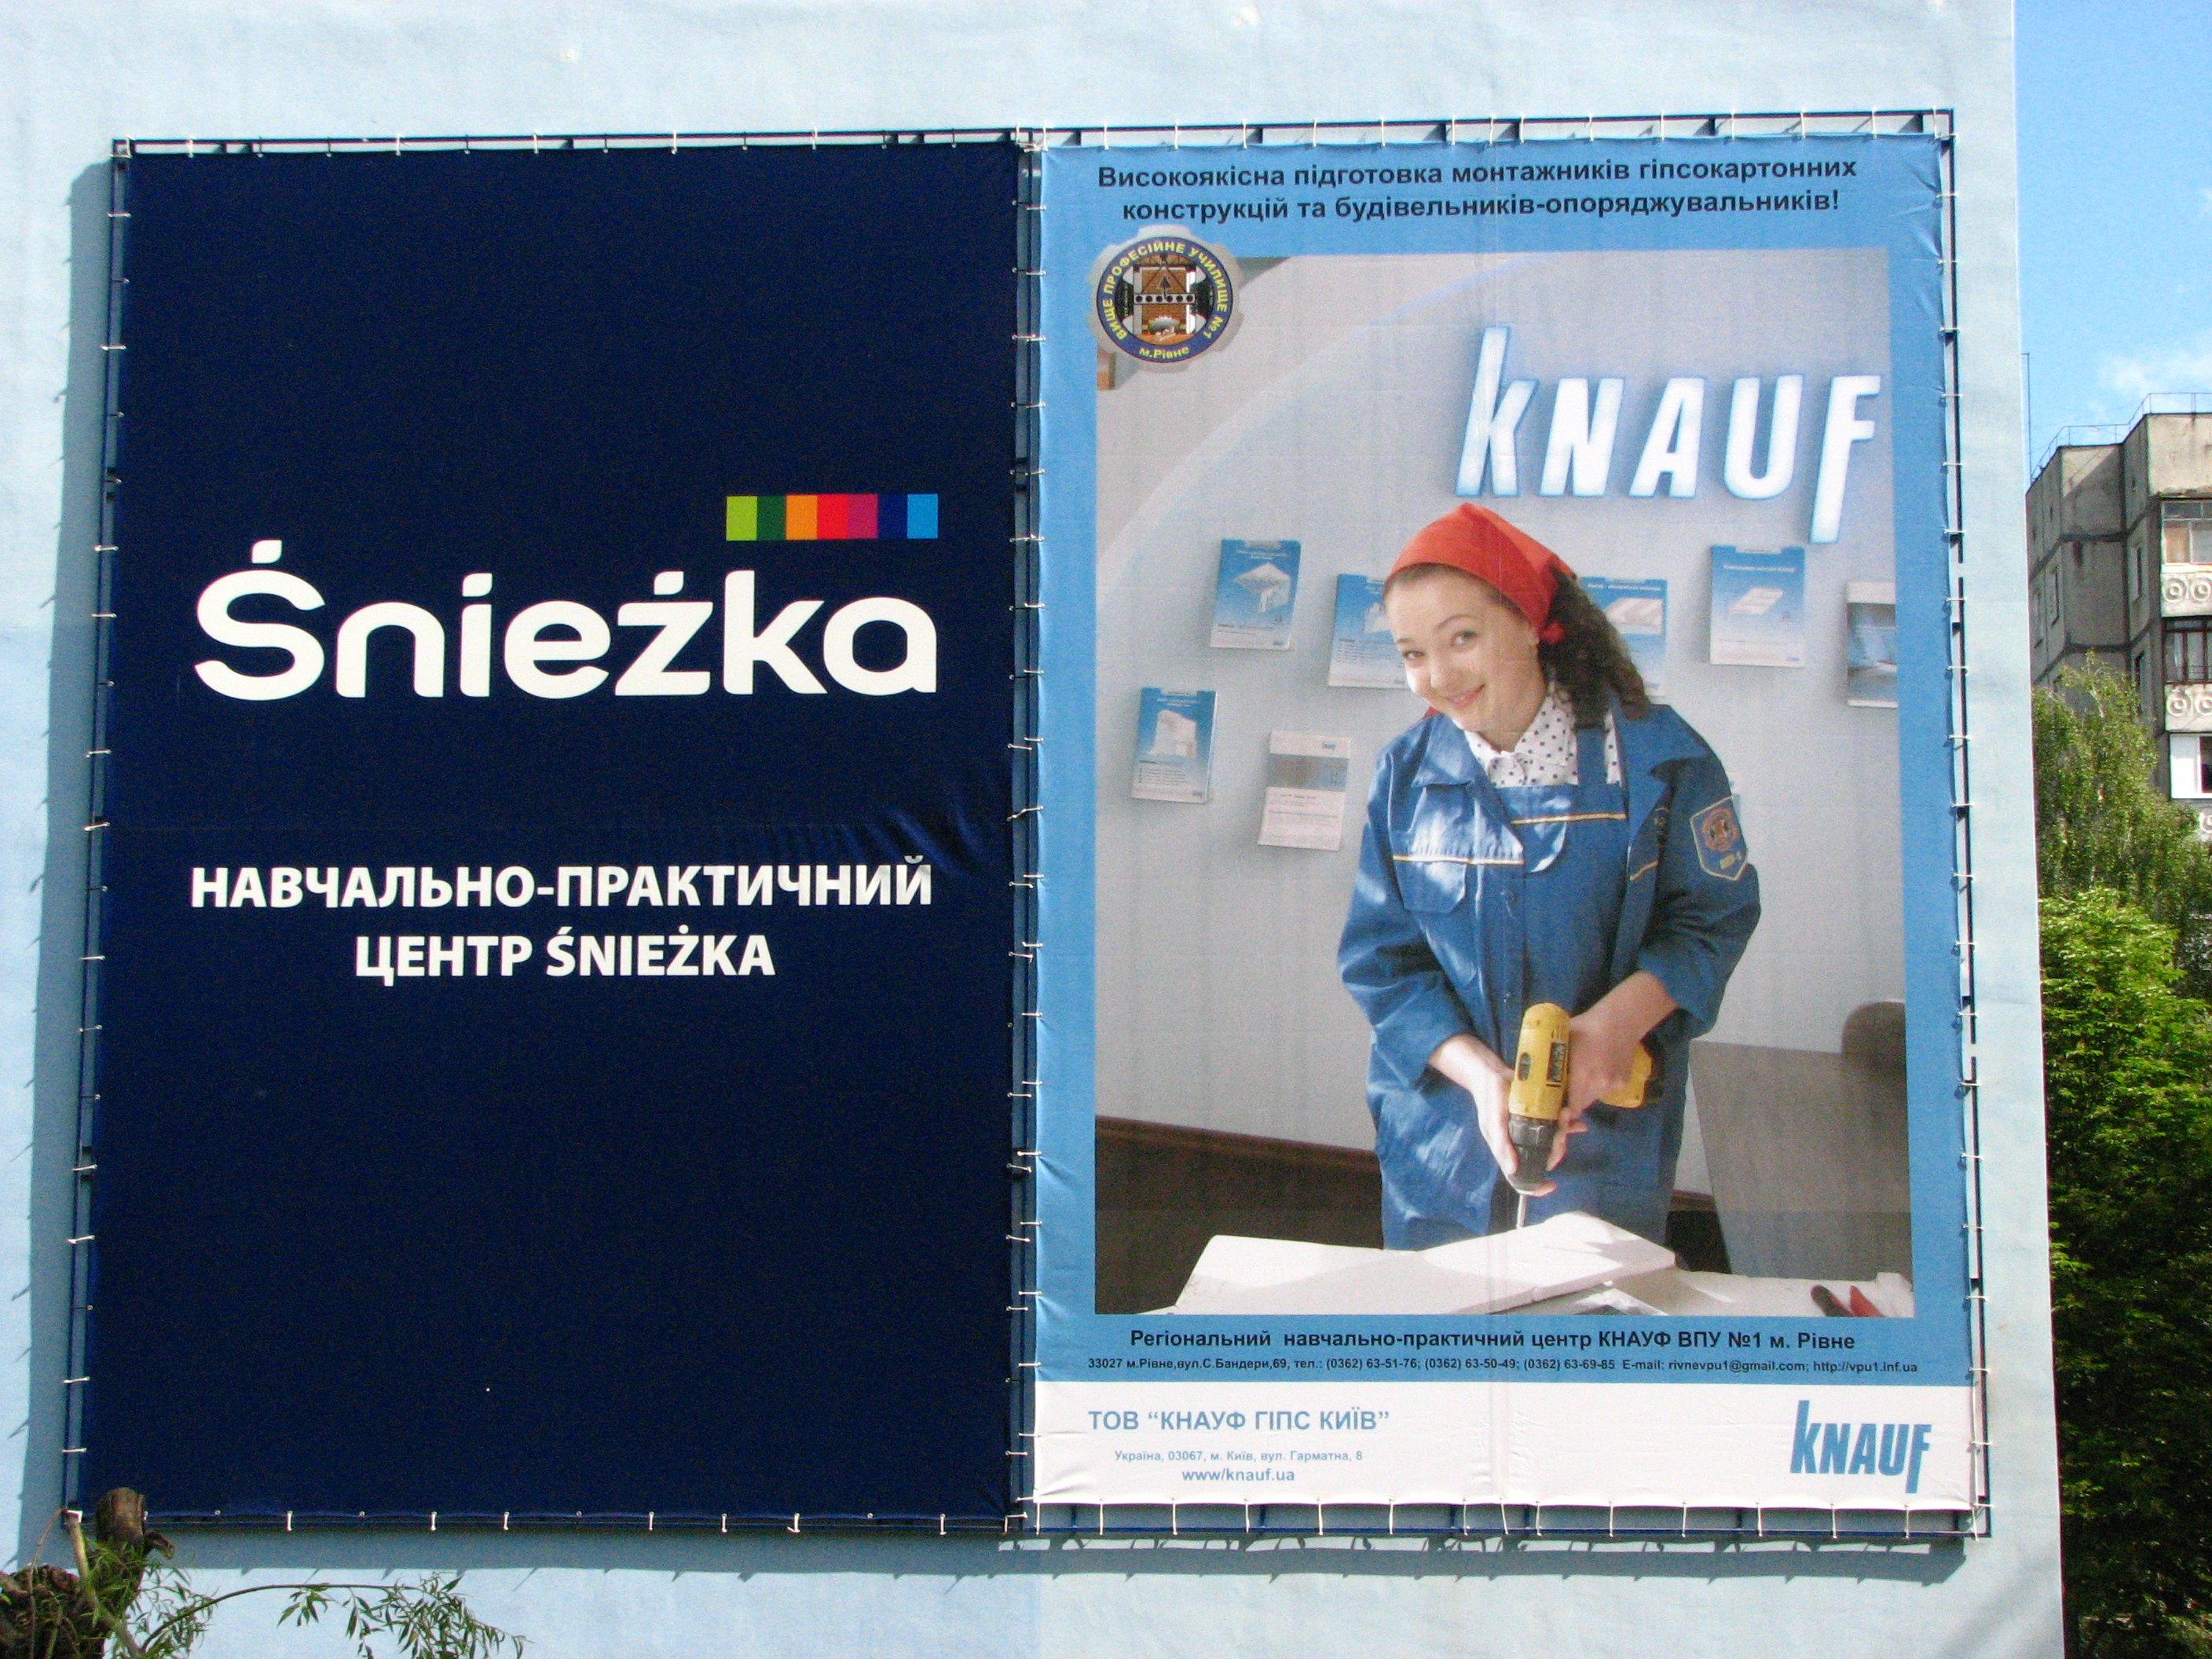 Śnieżka
НАВЧАЛЬНО-ПРАКТИЧНИЙ
ЦЕНТР ŚNIEŻKA
Високоякісна підготовка монтажників гіпсокартонних
конструкцій та будівельників-опоряджувальників!
ВИЩЕ ПРОФЕСІЙНЕ УЧИЛИЩЕ №1
м.Рівне
KNAUF
Регіональний навчально-практичний центр КНАУФ ВПУ №1 м. Рівне
33027 м.Рівне,вул.С.Бандери,69, тел.: (0362) 63-51-76; (0362) 63-50-49; (0362) 63-69-85 E-mail: rivnevpu1@gmail.com; http://vpu1.inf.ua
ТОВ “КНАУФ ГІПС КИЇВ”
Україна, 03067, м. Київ, вул. Гарматна, 8
www/knauf.ua
KNAUF